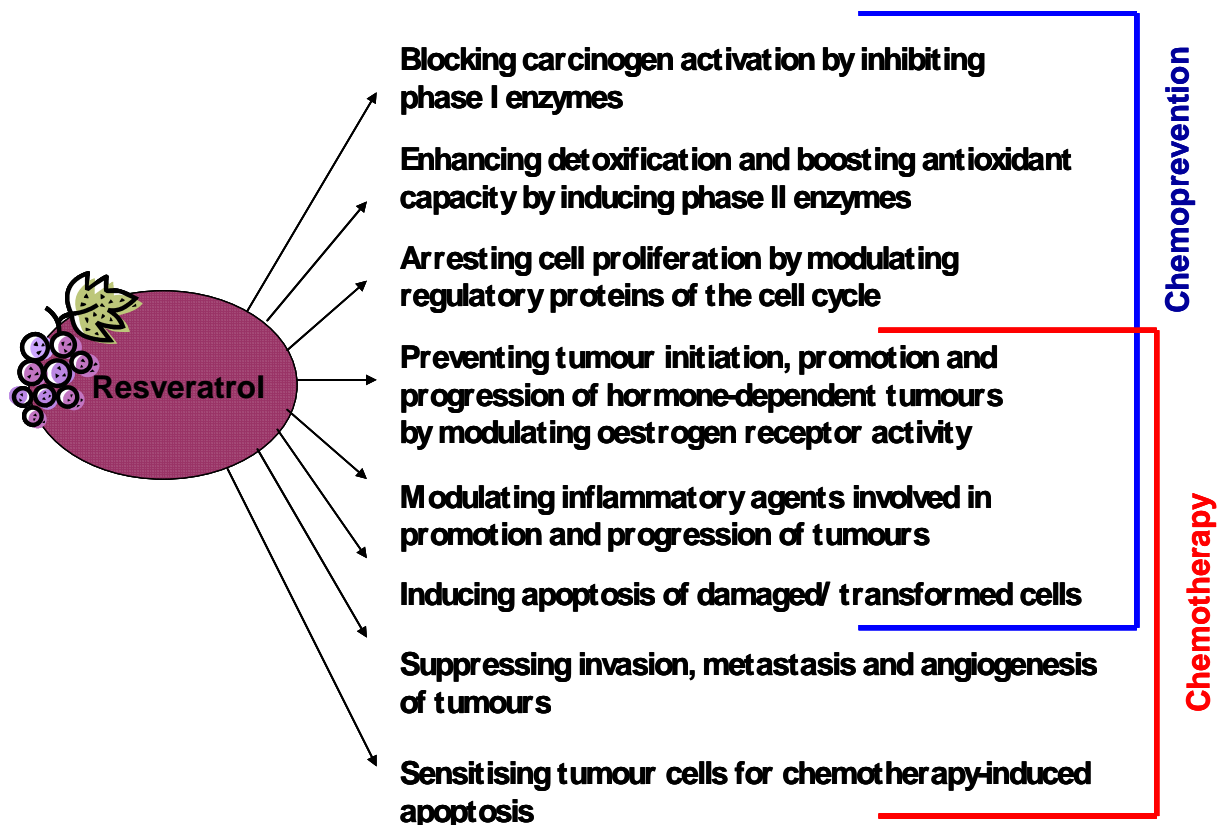 Blocking carcinogen activation by inhibiting
phase I enzymes
Enhancing detoxification and boosting antioxidant
capacity by inducing phase II enzymes
Arresting cell proliferation by modulating
regulatory proteins of the cell cycle
Preventing tumour initiation, promotion and
progression of hormone-dependent tumours
by modulating oestrogen receptor activity
Modulating inflammatory agents involved in
promotion and progression of tumours
Inducing apoptosis of damaged/ transformed cells
Suppressing invasion, metastasis and angiogenesis
of tumours
Sensitising tumour cells for chemotherapy-induced
apoptosis
Resveratrol
Chemoprevention
Chemotherapy